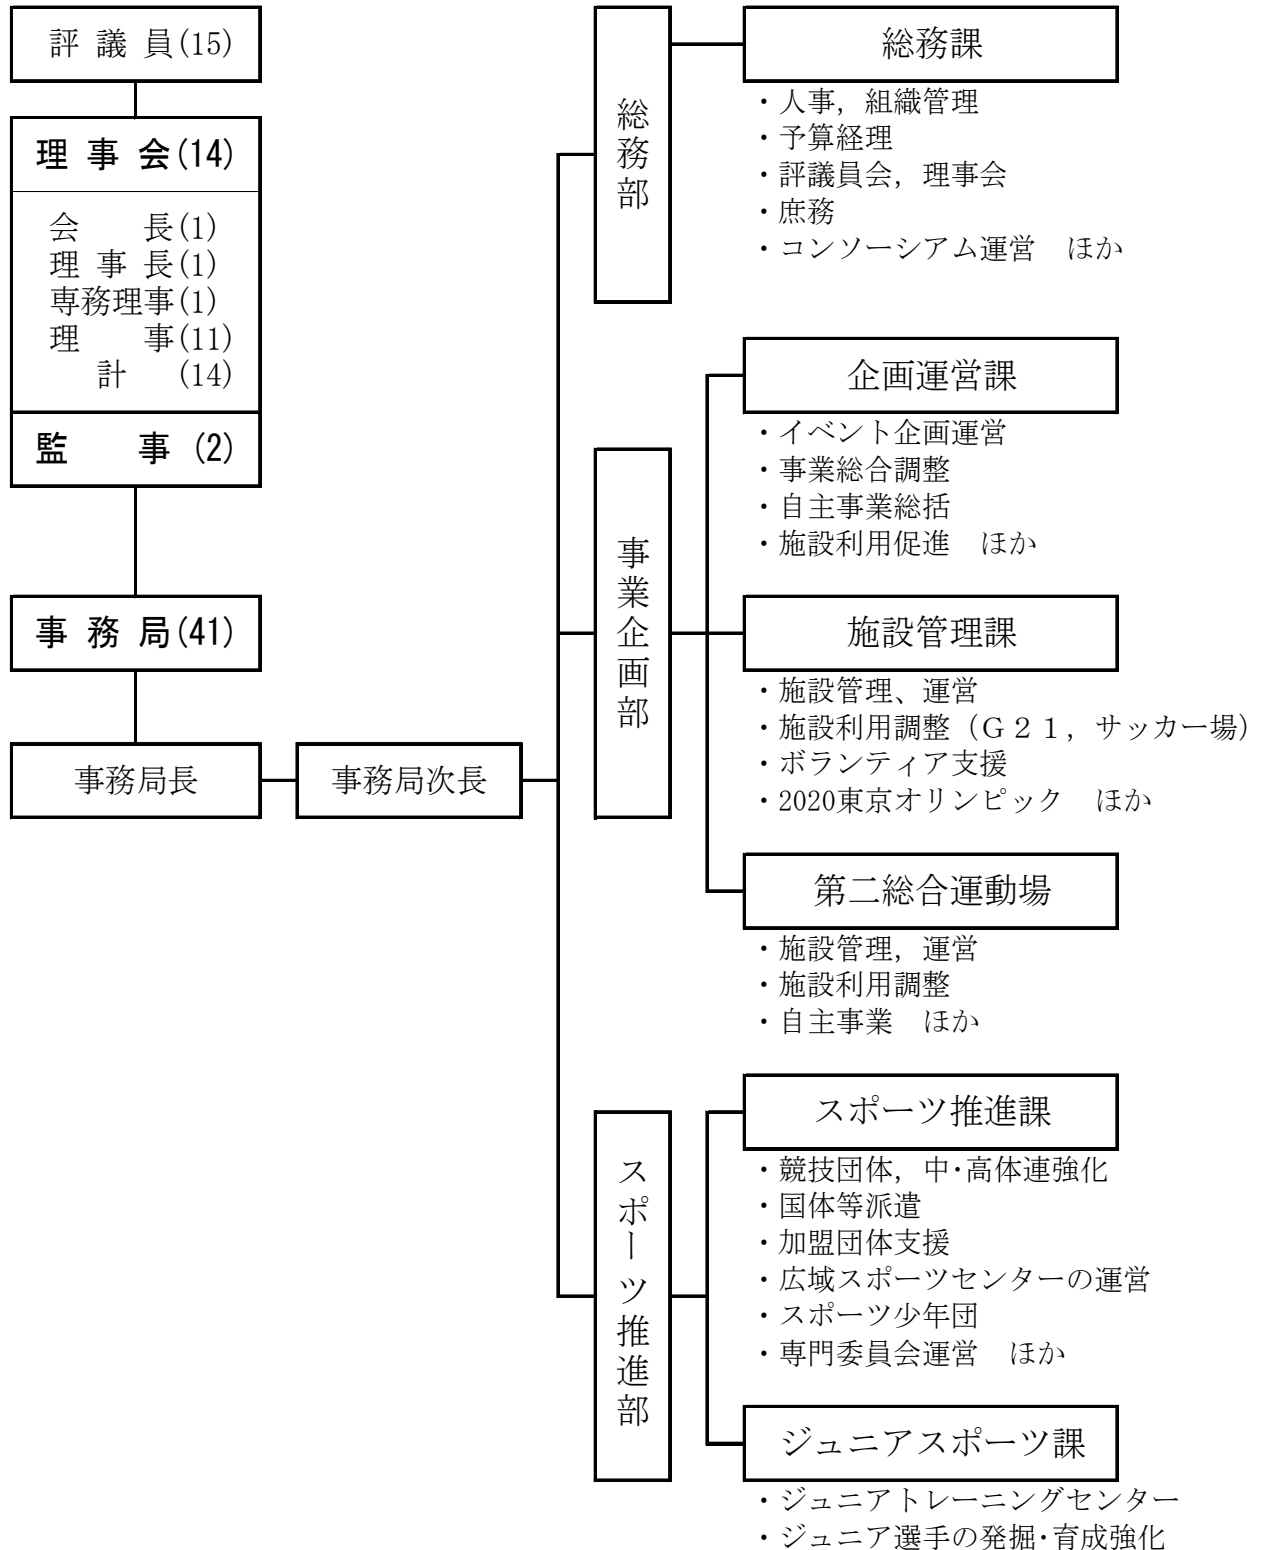 評 議 員(15)
理 事 会(14)
会　　長(1)
理 事 長(1)
専務理事(1)
理　　事(11)
計　(14)
監　　事 (2)
事 務 局(41)
事務局長
事務局次長
総務部
総務課
・人事，組織管理
・予算経理
・評議員会，理事会
・庶務
・コンソーシアム運営　ほか
事業企画部
企画運営課
・イベント企画運営
・事業総合調整
・自主事業総括
・施設利用促進　ほか
施設管理課
・施設管理、運営
・施設利用調整（Ｇ２１，サッカー場）
・ボランティア支援
・2020東京オリンピック　ほか
第二総合運動場
・施設管理，運営
・施設利用調整
・自主事業　ほか
スポーツ推進部
スポーツ推進課
・競技団体，中･高体連強化
・国体等派遣
・加盟団体支援
・広域スポーツセンターの運営
・スポーツ少年団
・専門委員会運営　ほか
ジュニアスポーツ課
・ジュニアトレーニングセンター
・ジュニア選手の発掘･育成強化